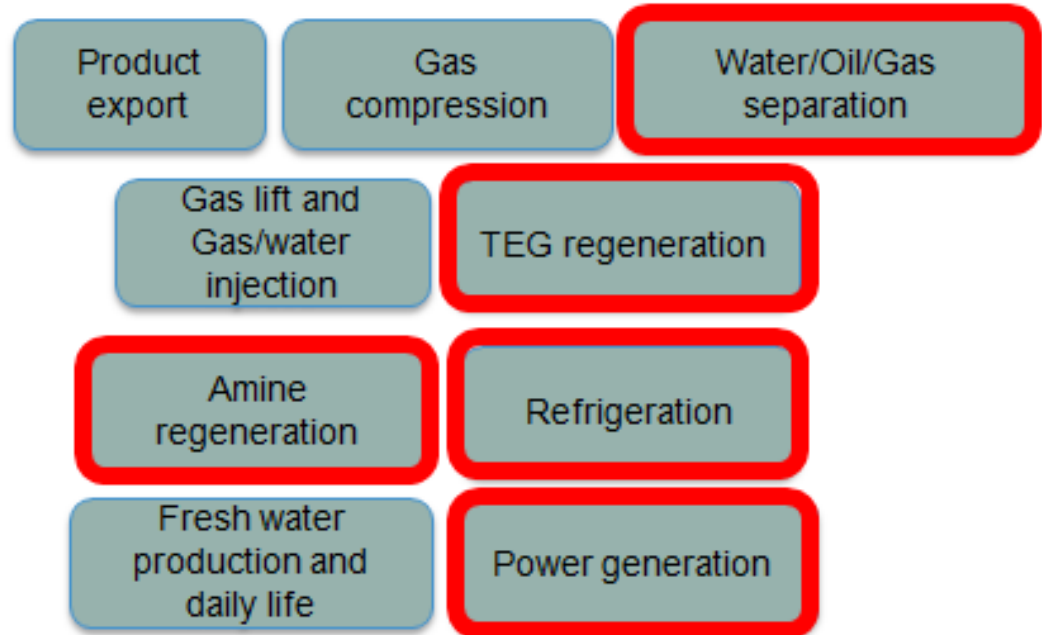 Product
export
Gas
compression
Water/Oil/Gas
separation
Gas lift and
Gas/water
injection
TEG regeneration
Amine
regeneration
Refrigeration
Fresh water
production and
daily life
Power generation